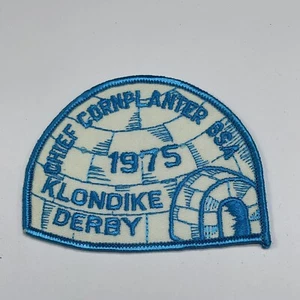 CHIEF CORNPLANTER BSA
1975
KLONDIKE
DERBY